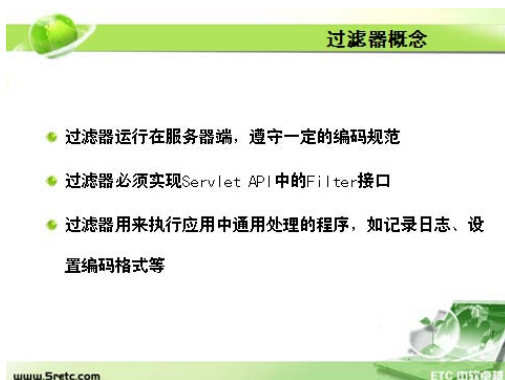 过滤器概念
过滤器运行在服务器端，遵守一定的编码规范
过滤器必须实现Servlet API中的Filter接口
过滤器用来执行应用中通用处理的程序，如记录日志、设
置编码格式等
www.5retc.com
ETC 中软卓越